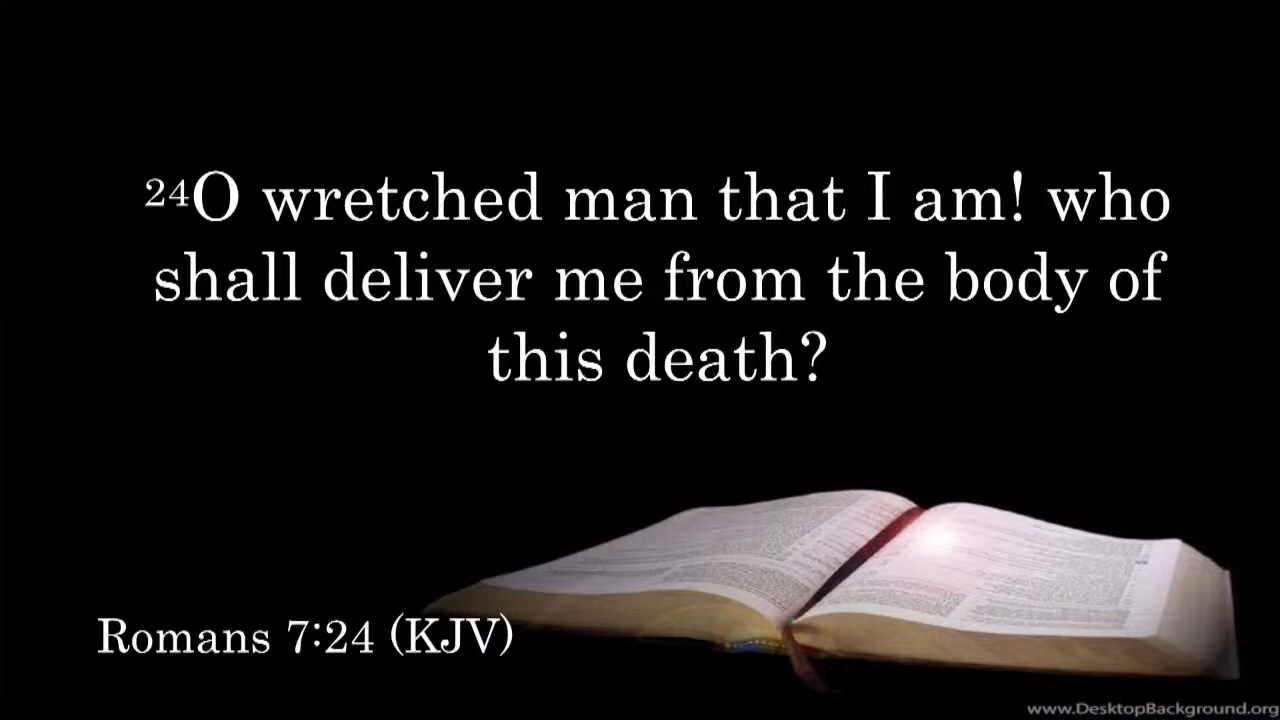 ²⁴O wretched man that I am! who
shall deliver me from the body of
this death?
Romans 7:24 (KJV)
www.DesktopBackground.org